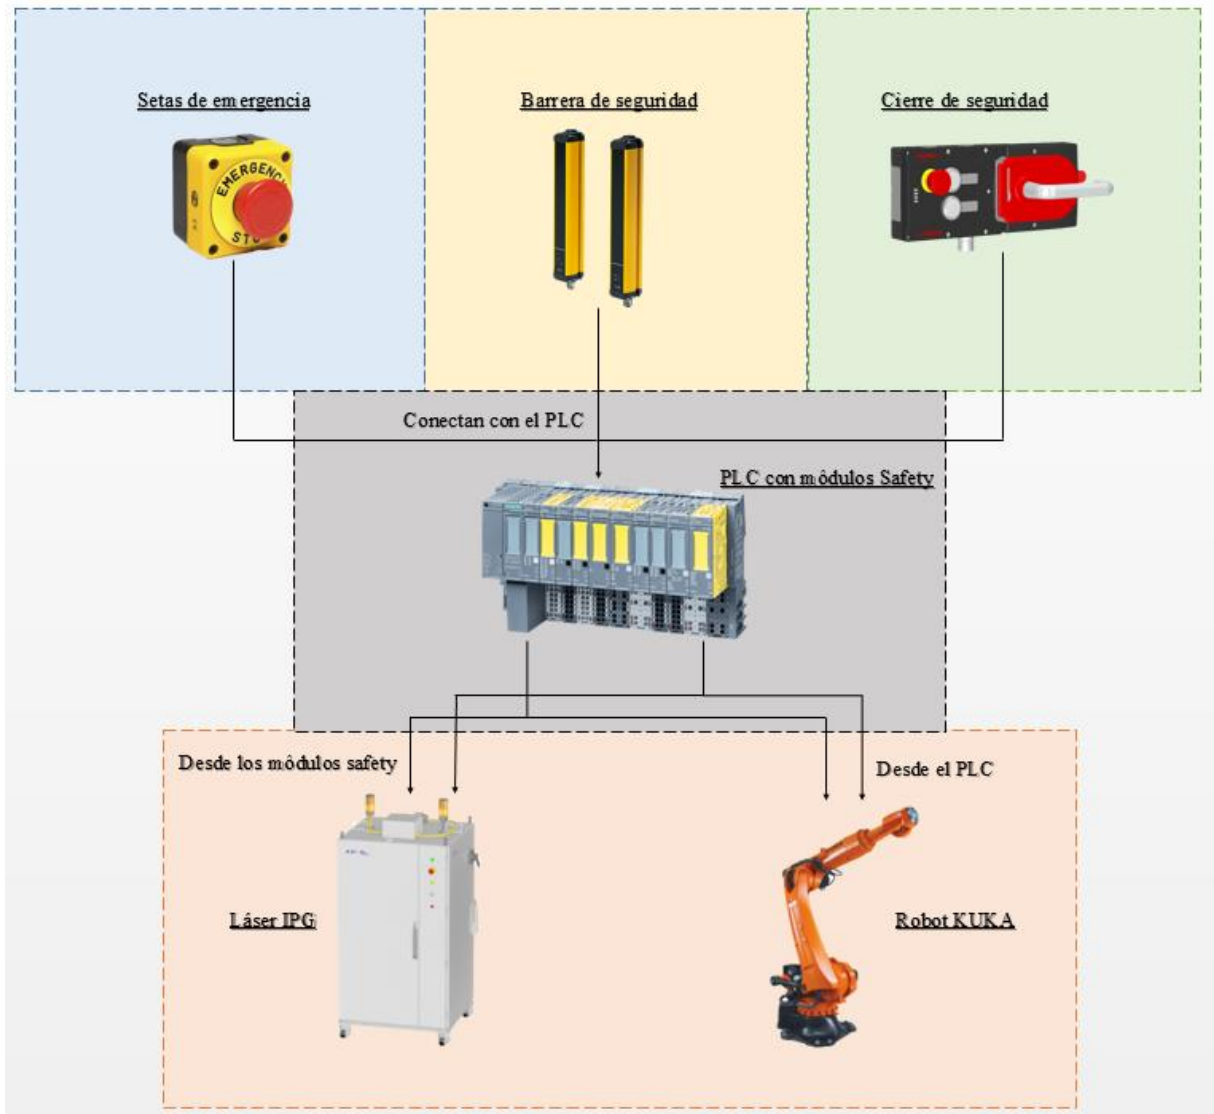 Setas de emergencia
Barrera de seguridad
Cierre de seguridad
EMERGENCY
STOP
Conectan con el PLC
PLC con módulos Safety
Desde los módulos safety
Desde el PLC
Láser IPG
Robot KUKA